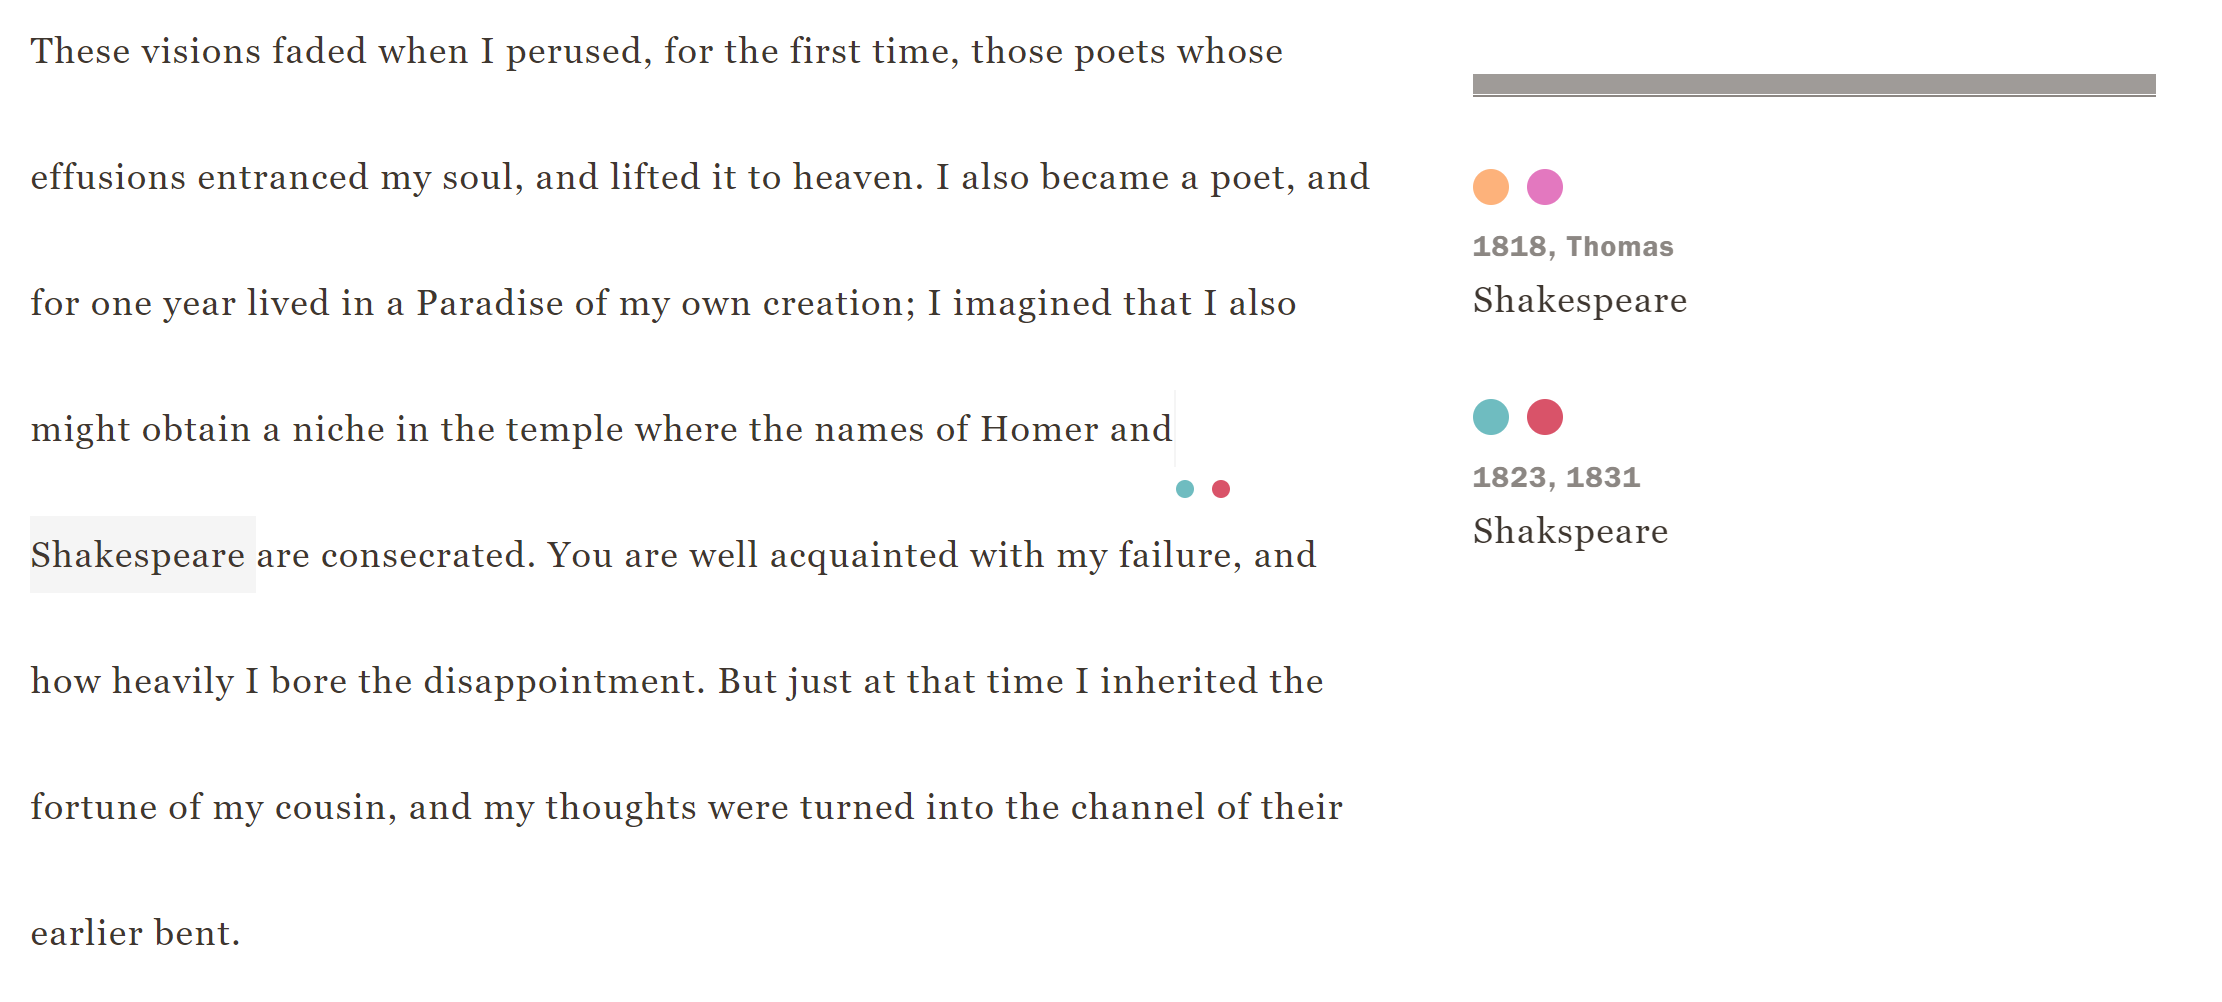 These visions faded when I perused, for the first time, those poets whose
effusions entranced my soul, and lifted it to heaven. I also became a poet, and
for one year lived in a Paradise of my own creation; I imagined that I also
might obtain a niche in the temple where the names of Homer and
Shakespeare are consecrated. You are well acquainted with my failure, and
how heavily I bore the disappointment. But just at that time I inherited the
fortune of my cousin, and my thoughts were turned into the channel of their
earlier bent.
1818, Thomas
Shakespeare
1823, 1831
Shakspeare